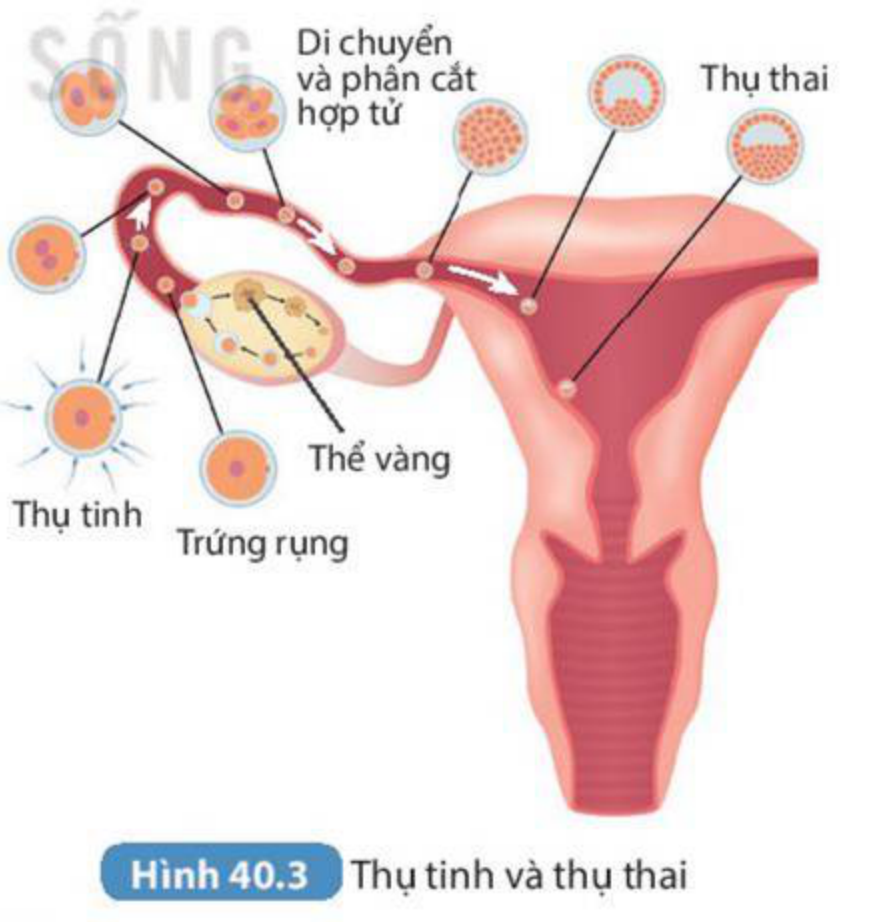 SỐNG
Di chuyển
và phân cắt
hợp tử
Thụ thai
Thể vàng
Thụ tinh
Trứng rụng
Hình 40.3 Thụ tinh và thụ thai